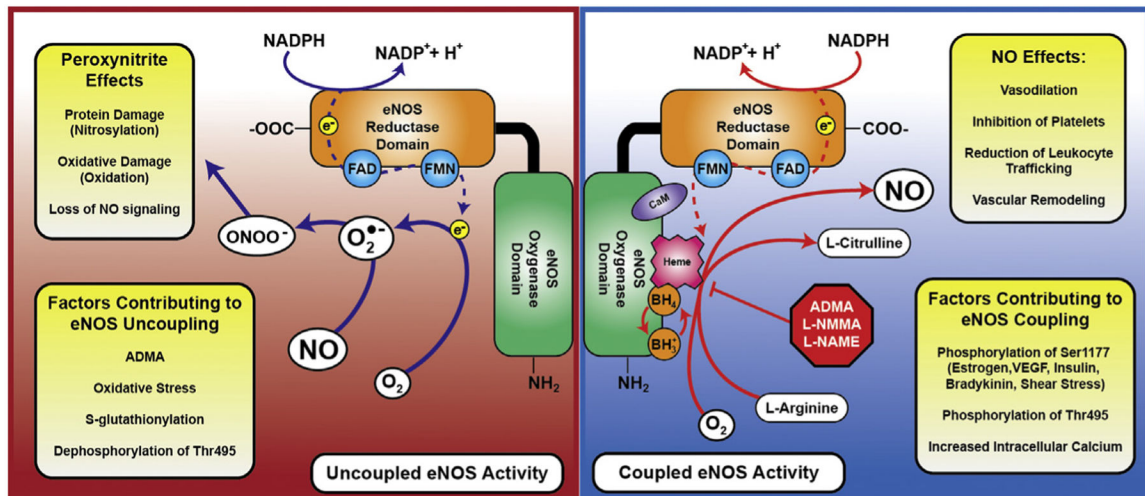 Peroxynitrite
Effects
Protein Damage
(Nitrosylation)
Oxidative Damage
(Oxidation)
Loss of NO signaling
NADPH
NADP⁺+ H⁺
-OOC
e⁻
eNOS
Reductase
Domain
FAD
FMN
e⁻
ONOO⁻
O₂•⁻
NO
O₂
eNOS
Oxygenase
Domain
NH₂
Factors Contributing to
eNOS Uncoupling
ADMA
Oxidative Stress
S-glutathionylation
Dephosphorylation of Thr495
Uncoupled eNOS Activity
NADP⁺+ H⁺
NADPH
eNOS
Reductase
Domain
e⁻
COO-
FMN
FAD
CaM
eNOS
Oxygenase
Domain
Heme
BH₄
BH₃⁺
NH₂
NO
L-Citrulline
ADMA
L-NMMA
L-NAME
L-Arginine
O₂
NO Effects:
Vasodilation
Inhibition of Platelets
Reduction of Leukocyte
Trafficking
Vascular Remodeling
Factors Contributing to
eNOS Coupling
Phosphorylation of Ser1177
(Estrogen,VEGF, Insulin,
Bradykinin, Shear Stress)
Phosphorylation of Thr495
Increased Intracellular Calcium
Coupled eNOS Activity